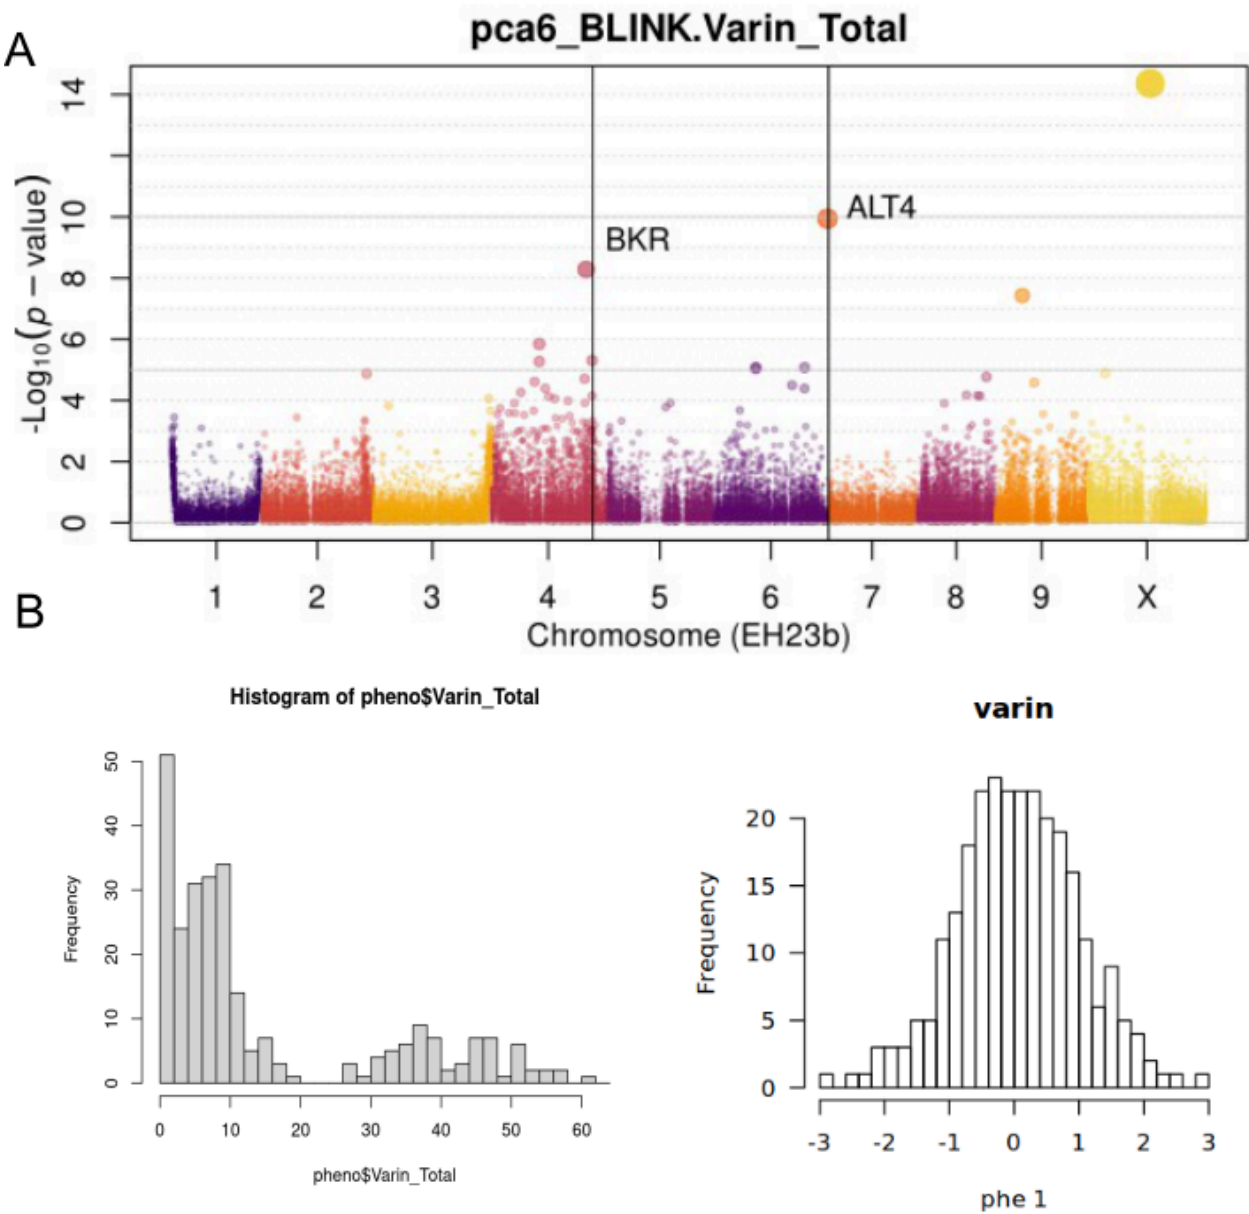 A
pca6_BLINK.Varin_Total
-Log10(p − value)
14
10
8
6
4
2
0
BKR
ALT4
1 2 3 4 5 6 7 8 9 X
Chromosome (EH23b)
B
Histogram of pheno$Varin_Total
Frequency
50
40
30
20
10
0
0 10 20 30 40 50 60
pheno$Varin_Total
varin
Frequency
20
15
10
5
0
-3 -2 -1 0 1 2 3
phe 1